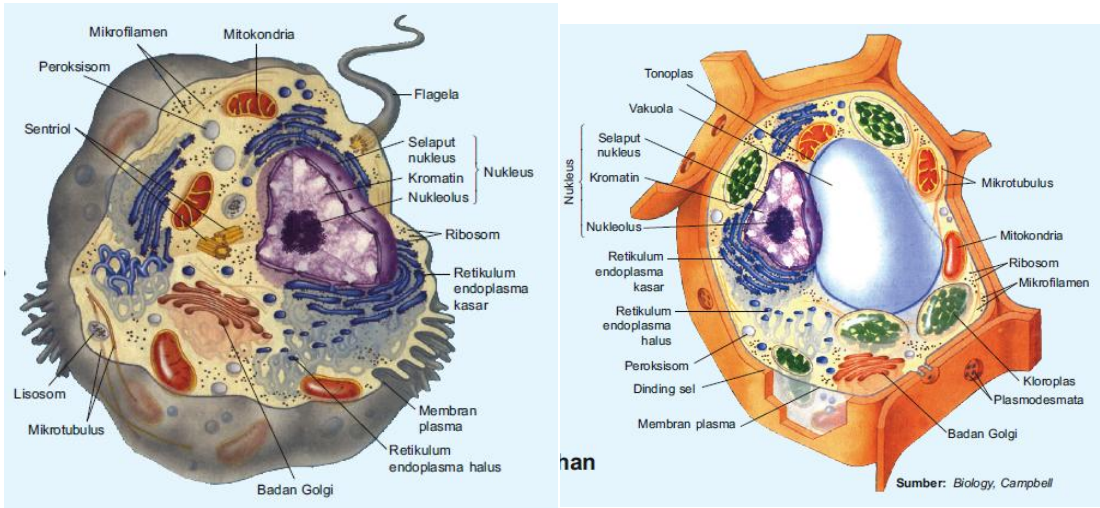 Mikrofilamen
Mitokondria
Peroksisom
Flagela
Sentriol
Selaput
nukleus
Kromatin
Nukleolus
Nukleus
Ribosom
Retikulum
endoplasma
kasar
Lisosom
Mikrotubulus
Membran
plasma
Retikulum
endoplasma halus
Badan Golgi
Tonoplas
Vakuola
Selaput
nukleus
Nukleus
Kromatin
Nukleolus
Retikulum
endoplasma
kasar
Retikulum
endoplasma
halus
Peroksisom
Dinding sel
Membran plasma
Mikrotubulus
Mitokondria
Ribosom
Mikrofilamen
Kloroplas
Plasmodesmata
Badan Golgi
han
Sumber: Biology, Campbell